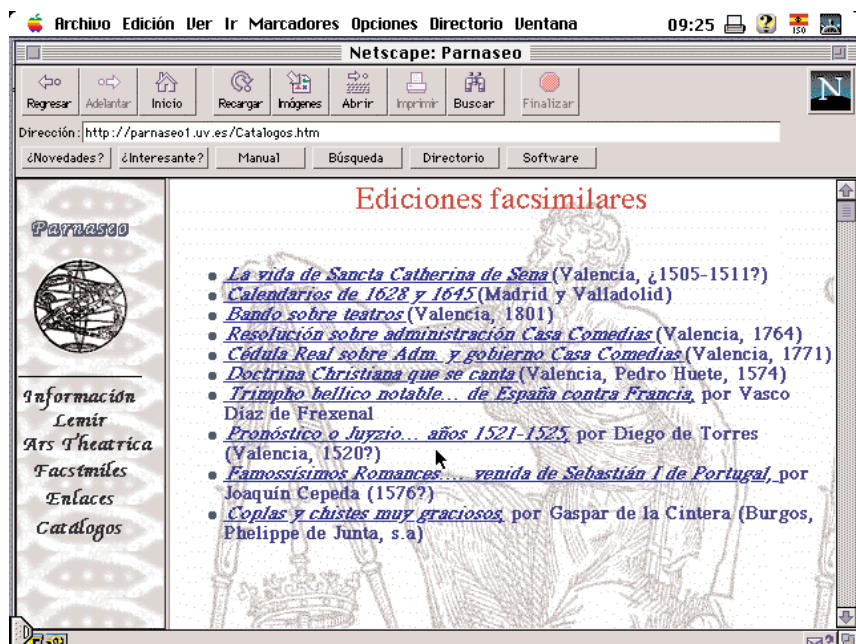 Archivo Edición Ver Ir Marcadores Opciones Directorio Ventana 09:25
ISO
Netscape: Parnaseo
Regresar Adelantar Inicio Recargar Imágenes Abrir Imprimir Buscar Finalizar
N
Dirección: http://parnaseo1.uv.es/Catalogos.htm
¿Novedades? ¿Interesante? Manual Búsqueda Directorio Software
Parnaseo
Información
Lemir
Ars Theatrica
Facsímiles
Enlaces
Catálogos
Ediciones facsimilares
La vida de Sancta Catherina de Sena (Valencia, ¿1505-1511?)
Calendarios de 1628 y 1645 (Madrid y Valladolid)
Bando sobre teatros (Valencia, 1801)
Resolución sobre administración Casa Comedias (Valencia, 1764)
Cédula Real sobre Adm. y gobierno Casa Comedias (Valencia, 1771)
Doctrina Christiana que se canta (Valencia, Pedro Huete, 1574)
Trimpho bellico notable... de España contra Francia, por Vasco
Díaz de Frexenal
Pronóstico o Juyzio... años 1521-1525, por Diego de Torres
(Valencia, 1520?)
Famossísimos Romances.... venida de Sebastián I de Portugal, por
Joaquín Cepeda (1576?)
Coplas y chistes muy graciosos, por Gaspar de la Cintera (Burgos,
Phelippe de Junta, s.a)